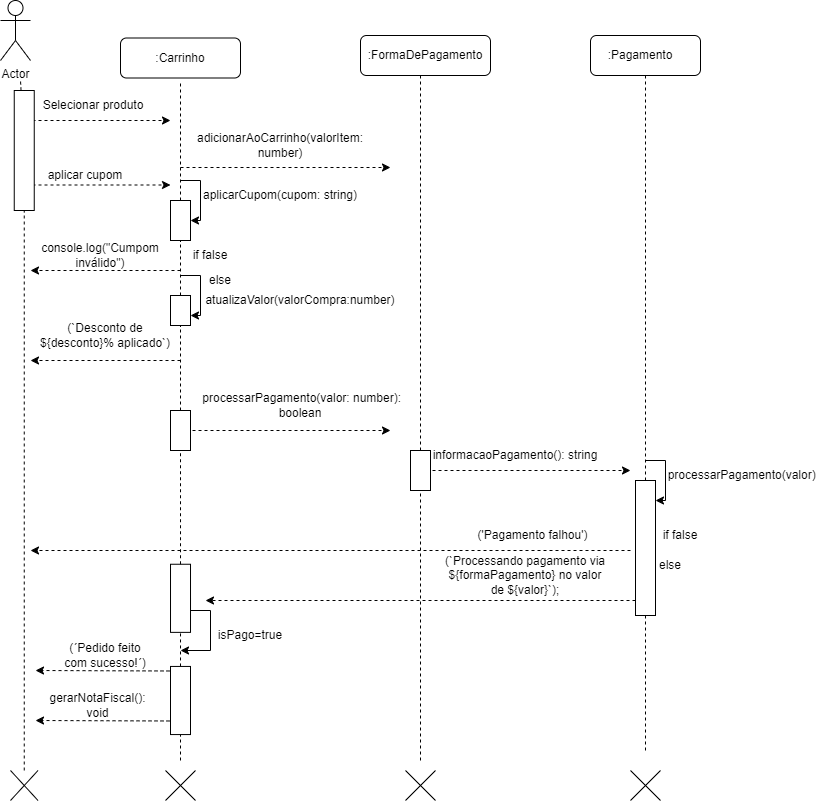 Actor
:Carrinho
:FormaDePagamento
:Pagamento
Selecionar produto
adicionarAoCarrinho(valorItem:
number)
aplicar cupom
aplicarCupom(cupom: string)
console.log("Cumpom
inválido")
if false
else
atualizaValor(valorCompra:number)
(`Desconto de
${desconto}% aplicado`)
processarPagamento(valor: number):
boolean
informacaoPagamento(): string
processarPagamento(valor)
('Pagamento falhou')
if false
(`Processando pagamento via
${formaPagamento} no valor
de ${valor}`);
else
isPago=true
(´Pedido feito
com sucesso!´)
gerarNotaFiscal():
void